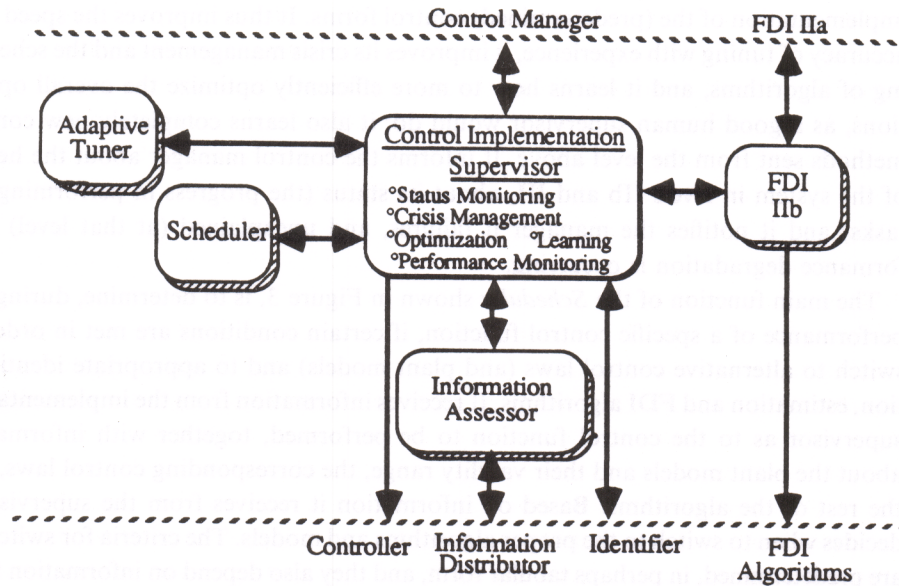 Control Manager
FDI IIa
Adaptive
Tuner
Control Implementation
Supervisor
°Status Monitoring
°Crisis Management
°Optimization °Learning
°Performance Monitoring
FDI
IIb
Scheduler
Information
Assessor
Controller
Information
Distributor
Identifier
FDI
Algorithms